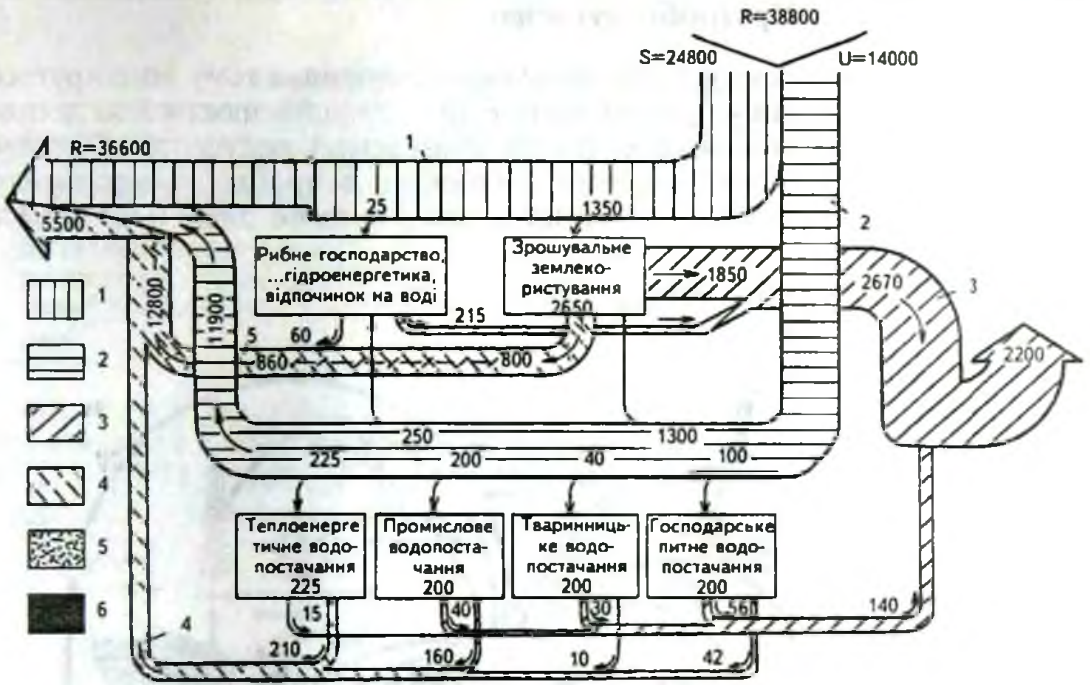 R=38800
S=24800
U=14000
R=36600
1
25
1350
2
5500
Рибне господарство,
...гідроенергетика,
відпочинок на воді
Зрошувальне
землеко-
ристування
1850
2670
3
1
12800
11900
2650
215
5
60
2
860
800
2200
3
250
1300
4
225
200
40
100
5
Теплоенерге
тичне водо-
постачання
225
Промислове
водопоста-
чання
200
Тваринниць-
ке водо-
постачання
200
Господарське
питне водо-
постачання
200
6
15
40
30
56
140
4
210
160
10
42